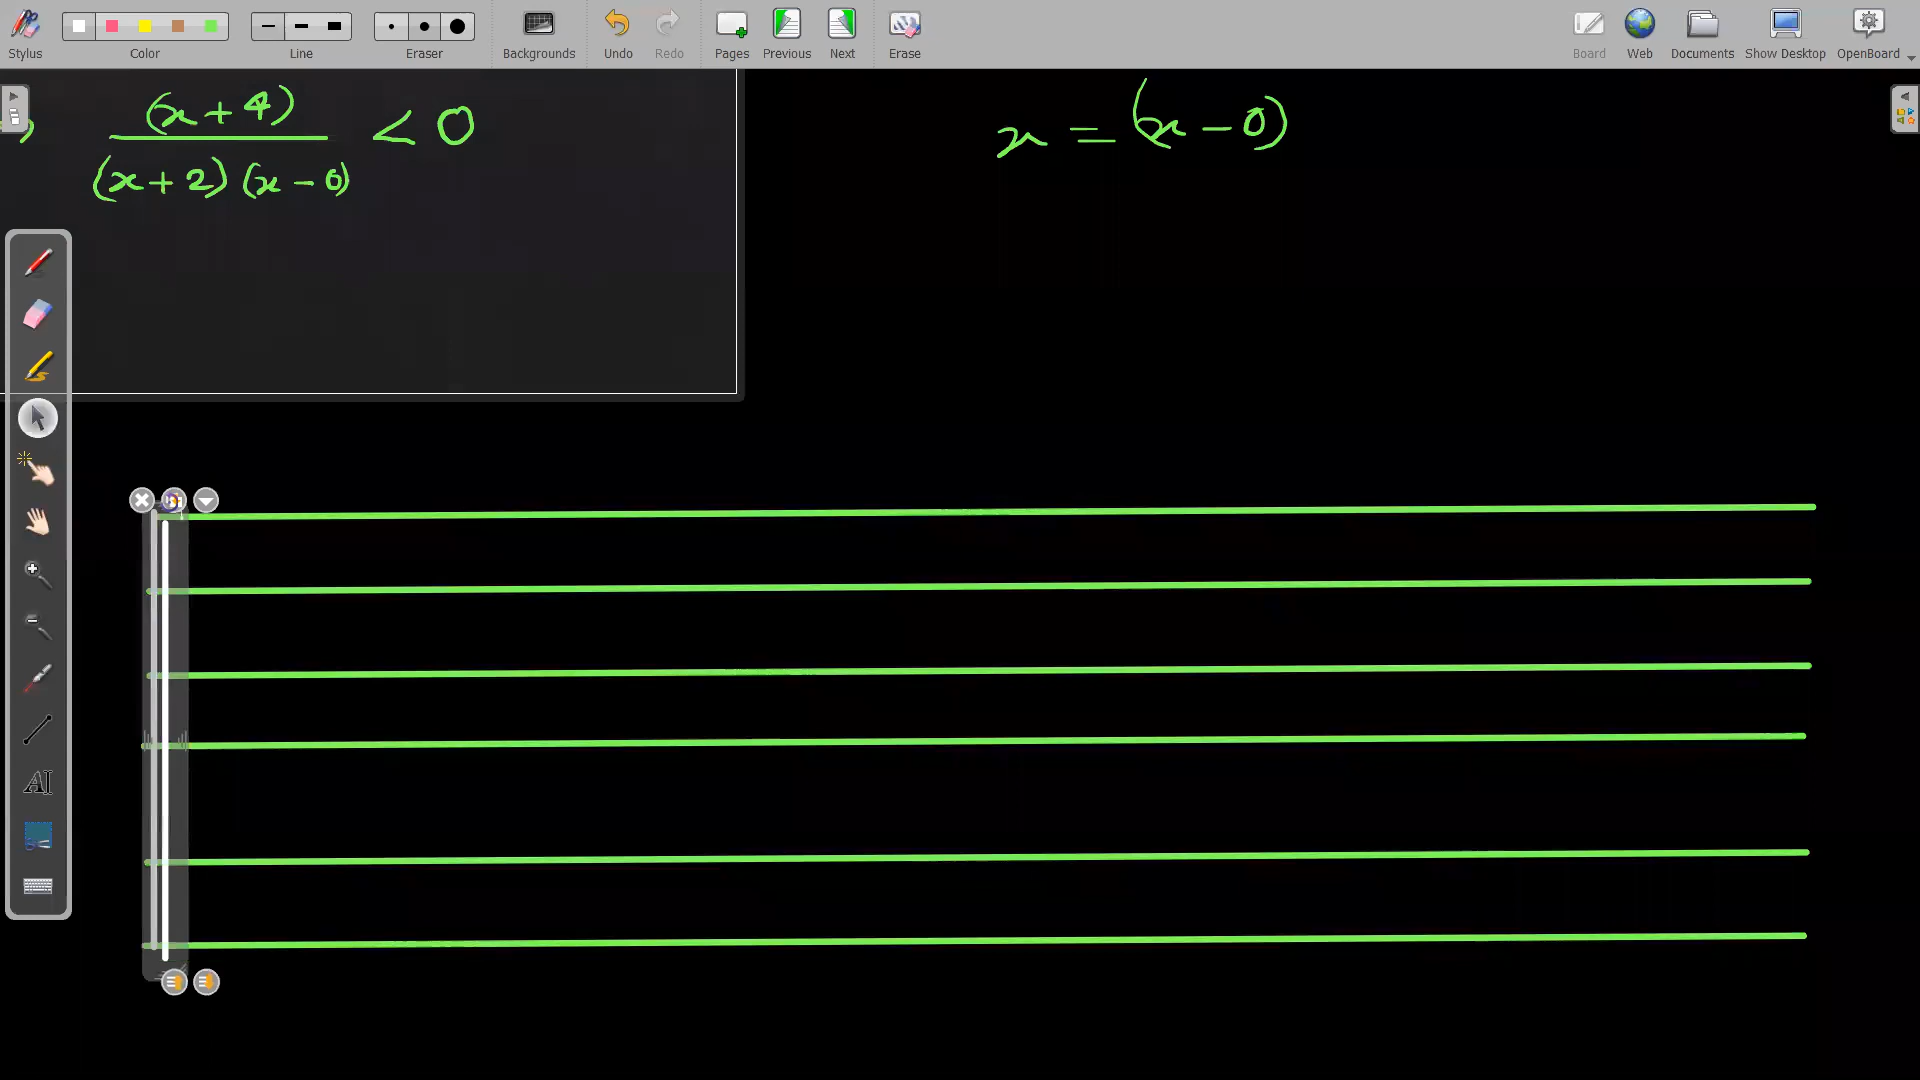 Stylus Color Line Eraser Backgrounds Undo Redo Pages Previous Next Erase Board Web Documents Show Desktop OpenBoard
(x+4)
< 0
(x+2)(x-0)
x = (x-0)
AI